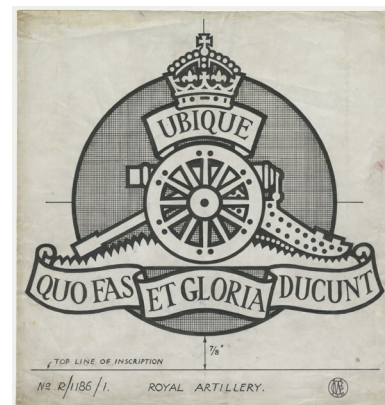 UBIQUE
QUO FAS ET GLORIA DUCUNT
7/8"
TOP LINE OF INSCRIPTION
No. R/1186/1. ROYAL ARTILLERY.